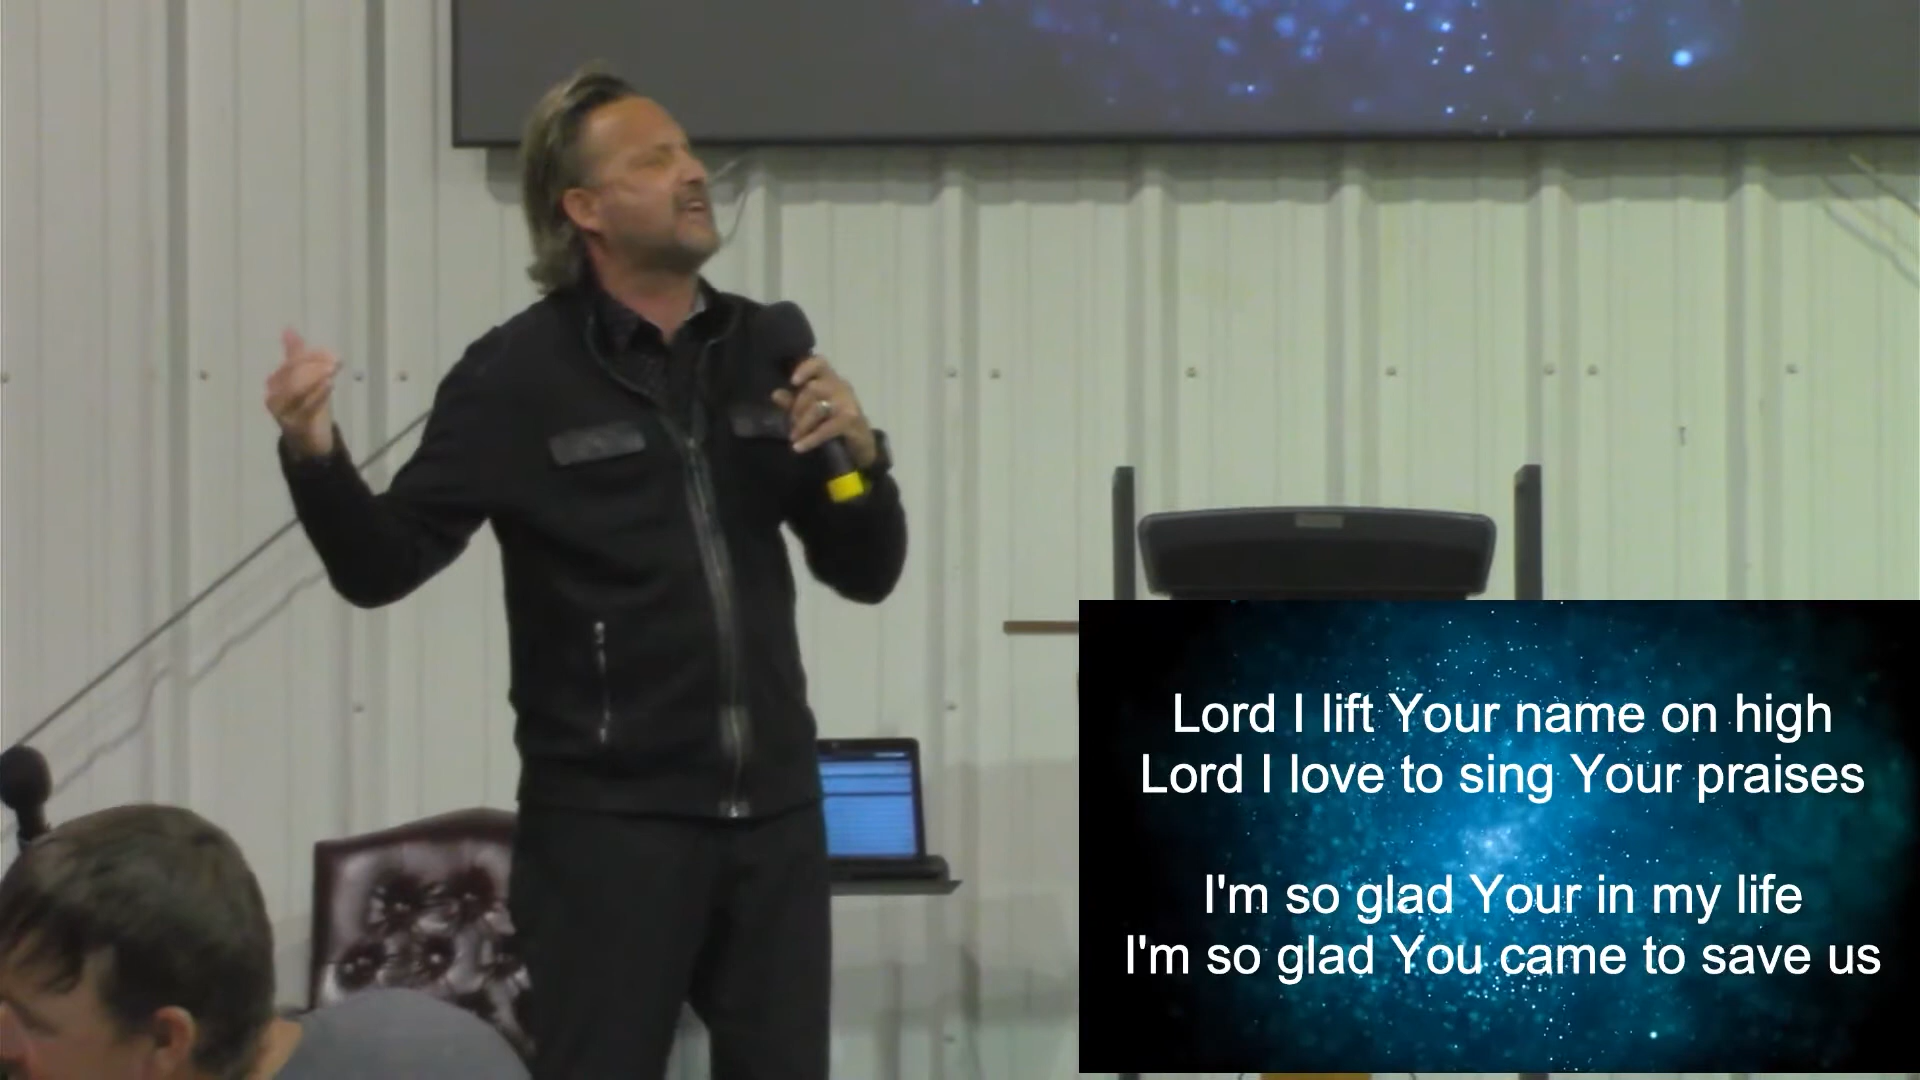 Lord I lift Your name on high
Lord I love to sing Your praises
I'm so glad Your in my life
I'm so glad You came to save us